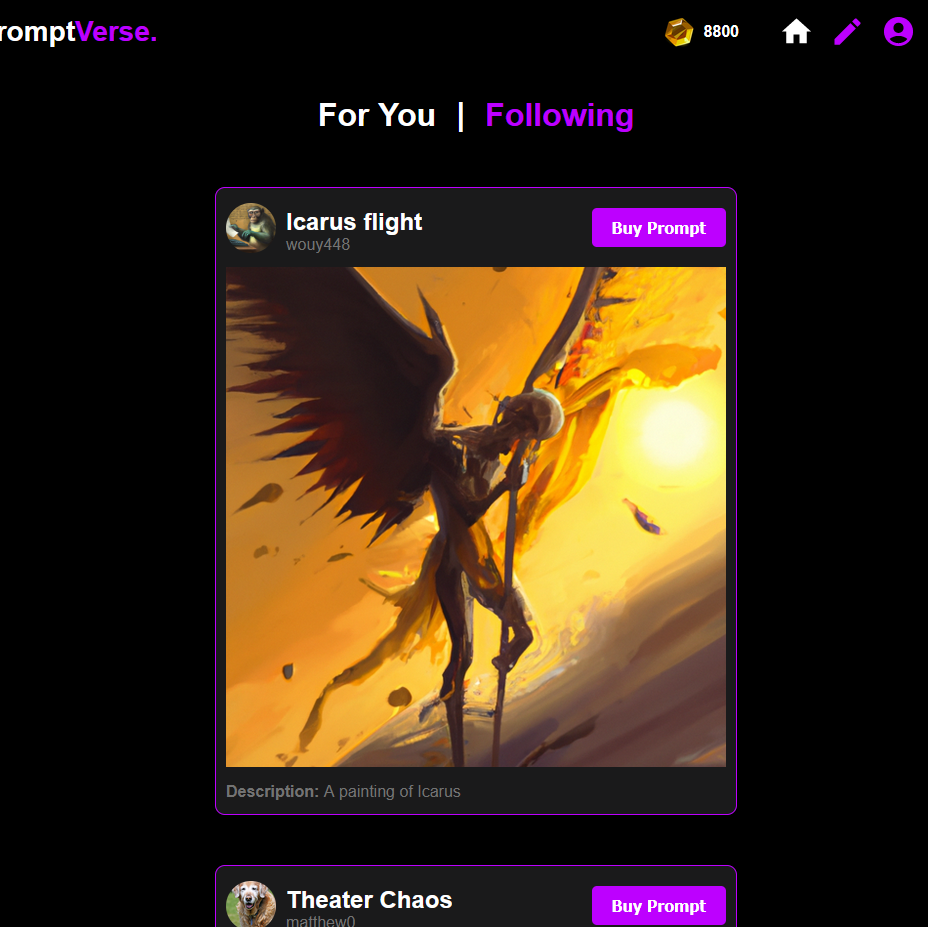 romptVerse.
8800
For You | Following
Icarus flight
wouy448
Buy Prompt
Description: A painting of Icarus
Theater Chaos
matthew0
Buy Prompt